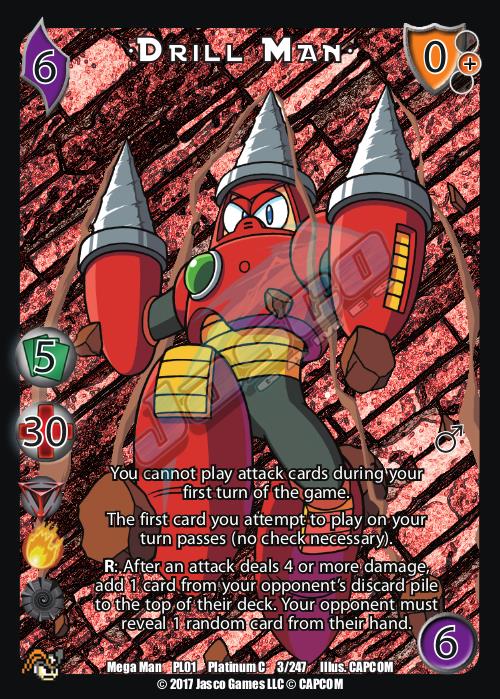 ·DRILL MAN·
6
0
+
5
30
You cannot play attack cards during your
first turn of the game.
The first card you attempt to play on your
turn passes (no check necessary).
R: After an attack deals 4 or more damage,
add 1 card from your opponent's discard pile
to the top of their deck. Your opponent must
reveal 1 random card from their hand.
6
Mega Man PL01 Platinum C 3/247 Illus. CAPCOM
© 2017 Jasco Games LLC © CAPCOM